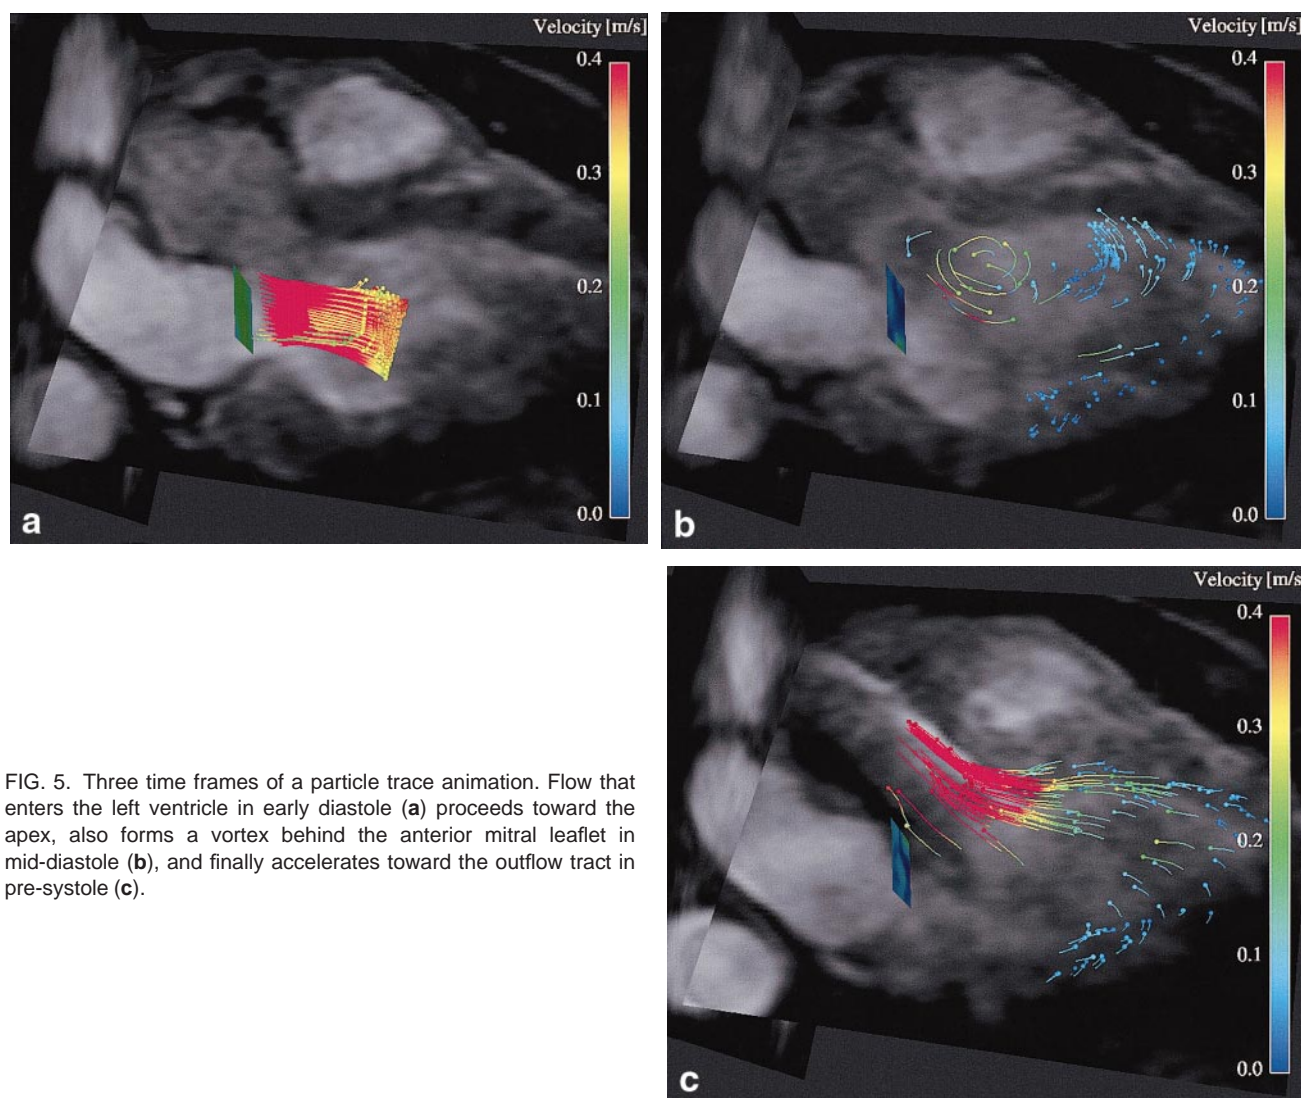 Velocity [m/s]
0.4
0.3
0.2
0.1
0.0
a
Velocity [m/s]
0.4
0.3
0.2
0.1
0.0
b
Velocity [m/s
0.4
0.3
0.2
0.1
0.0
c
FIG. 5. Three time frames of a particle trace animation. Flow that
enters the left ventricle in early diastole (a) proceeds toward the
apex, also forms a vortex behind the anterior mitral leaflet in
mid-diastole (b), and finally accelerates toward the outflow tract in
pre-systole (c).